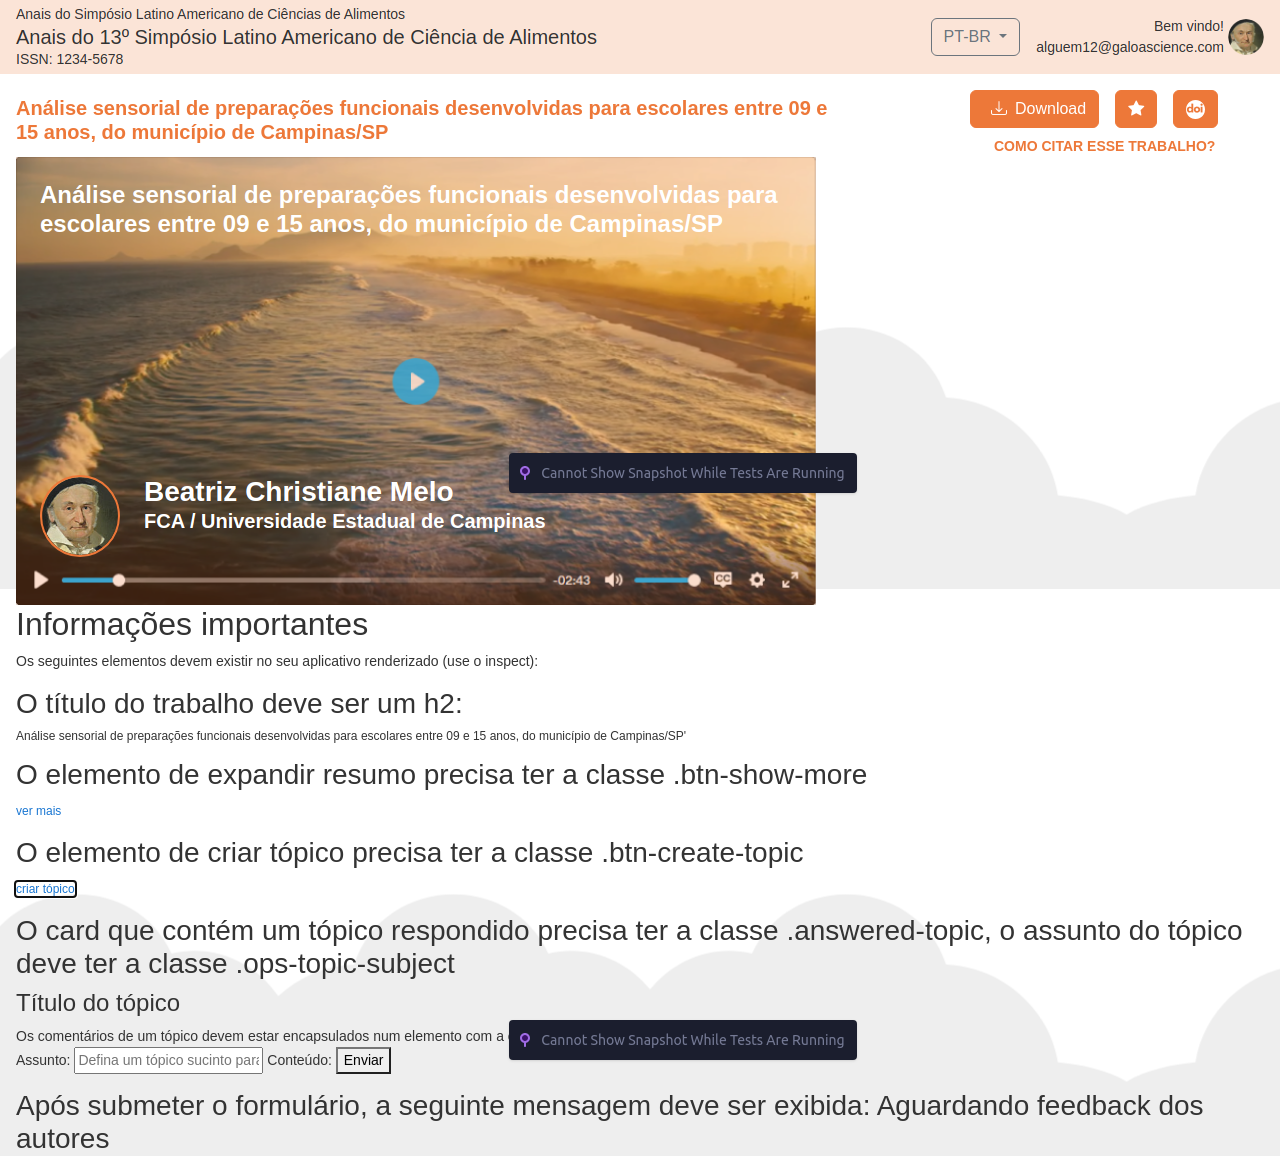 Anais do Simpósio Latino Americano de Ciências de Alimentos
Anais do 13º Simpósio Latino Americano de Ciência de Alimentos
ISSN: 1234-5678
PT-BR
Bem vindo!
alguem12@galoascience.com
Análise sensorial de preparações funcionais desenvolvidas para escolares entre 09 e
15 anos, do município de Campinas/SP
Download
doi
COMO CITAR ESSE TRABALHO?
Análise sensorial de preparações funcionais desenvolvidas para
escolares entre 09 e 15 anos, do município de Campinas/SP
Cannot Show Snapshot While Tests Are Running
Beatriz Christiane Melo
FCA / Universidade Estadual de Campinas
-02:43
CC
Informações importantes
Os seguintes elementos devem existir no seu aplicativo renderizado (use o inspect):
O título do trabalho deve ser um h2:
Análise sensorial de preparações funcionais desenvolvidas para escolares entre 09 e 15 anos, do município de Campinas/SP'
O elemento de expandir resumo precisa ter a classe .btn-show-more
ver mais
O elemento de criar tópico precisa ter a classe .btn-create-topic
criar tópico
O card que contém um tópico respondido precisa ter a classe .answered-topic, o assunto do tópico
deve ter a classe .ops-topic-subject
Título do tópico
Os comentários de um tópico devem estar encapsulados num elemento com a
Cannot Show Snapshot While Tests Are Running
Assunto: Defina um tópico sucinto para Conteúdo: Enviar
Após submeter o formulário, a seguinte mensagem deve ser exibida: Aguardando feedback dos
autores